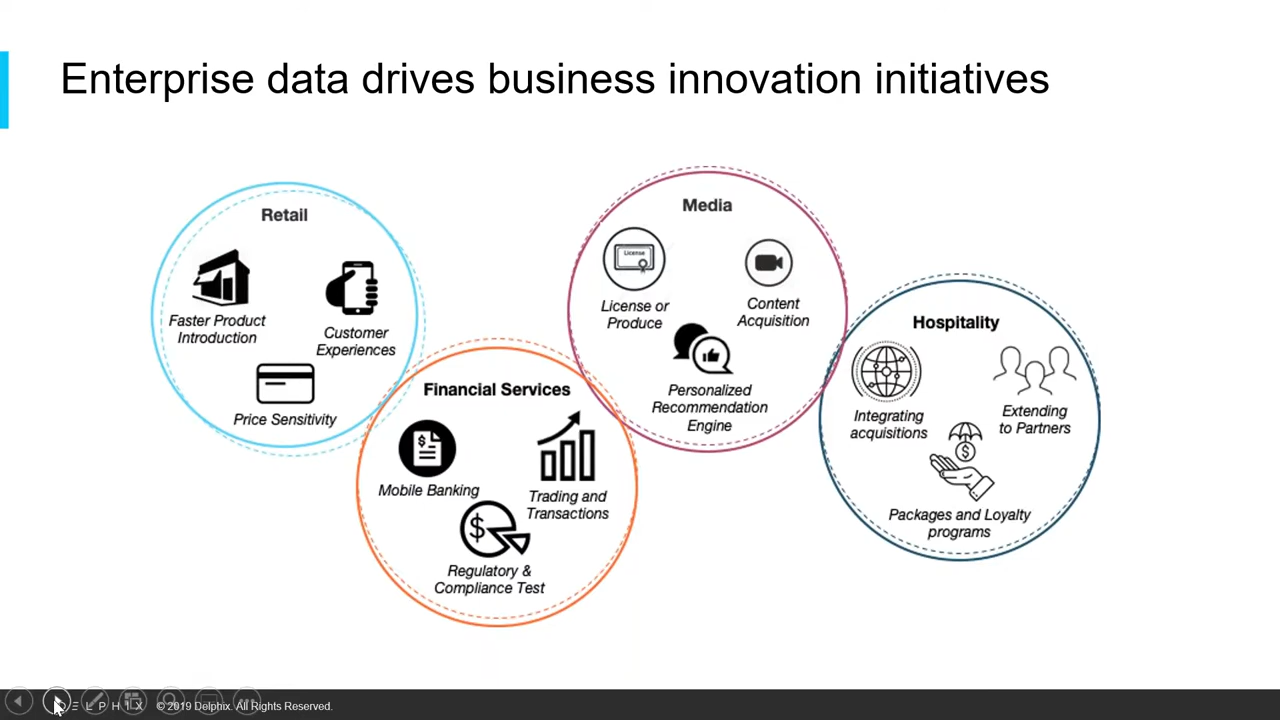 Enterprise data drives business innovation initiatives
Retail
Faster Product
Introduction
Customer
Experiences
Price Sensitivity
Financial Services
Mobile Banking
Trading and
Transactions
Regulatory &
Compliance Test
Media
License
License or
Produce
Content
Acquisition
Personalized
Recommendation
Engine
Hospitality
Integrating
acquisitions
Extending
to Partners
Packages and Loyalty
programs
© 2019 Delphix. All Rights Reserved.